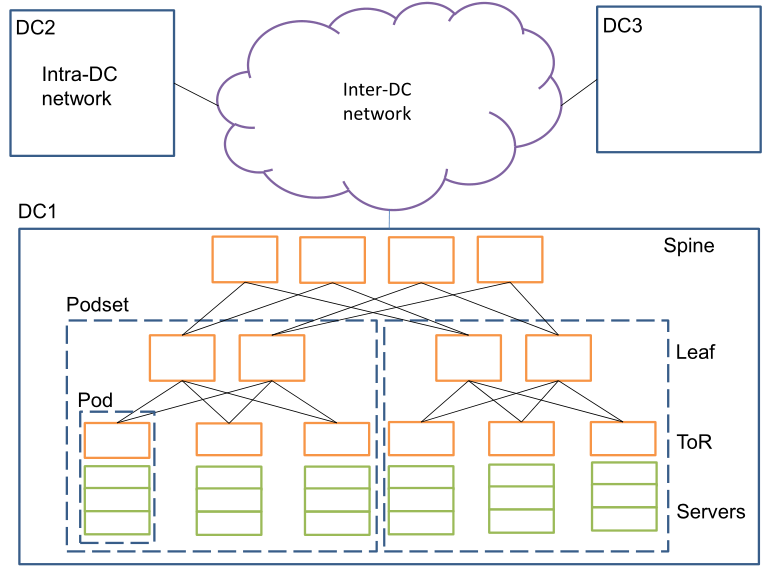 DC2
Intra-DC
network
Inter-DC
network
DC3
DC1
Spine
Podset
Leaf
Pod
ToR
Servers